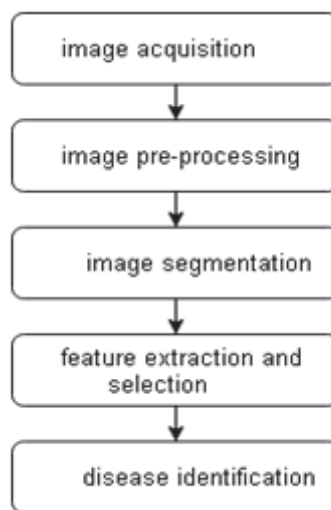 image acquisition
image pre-processing
image segmentation
feature extraction and
selection
disease identification